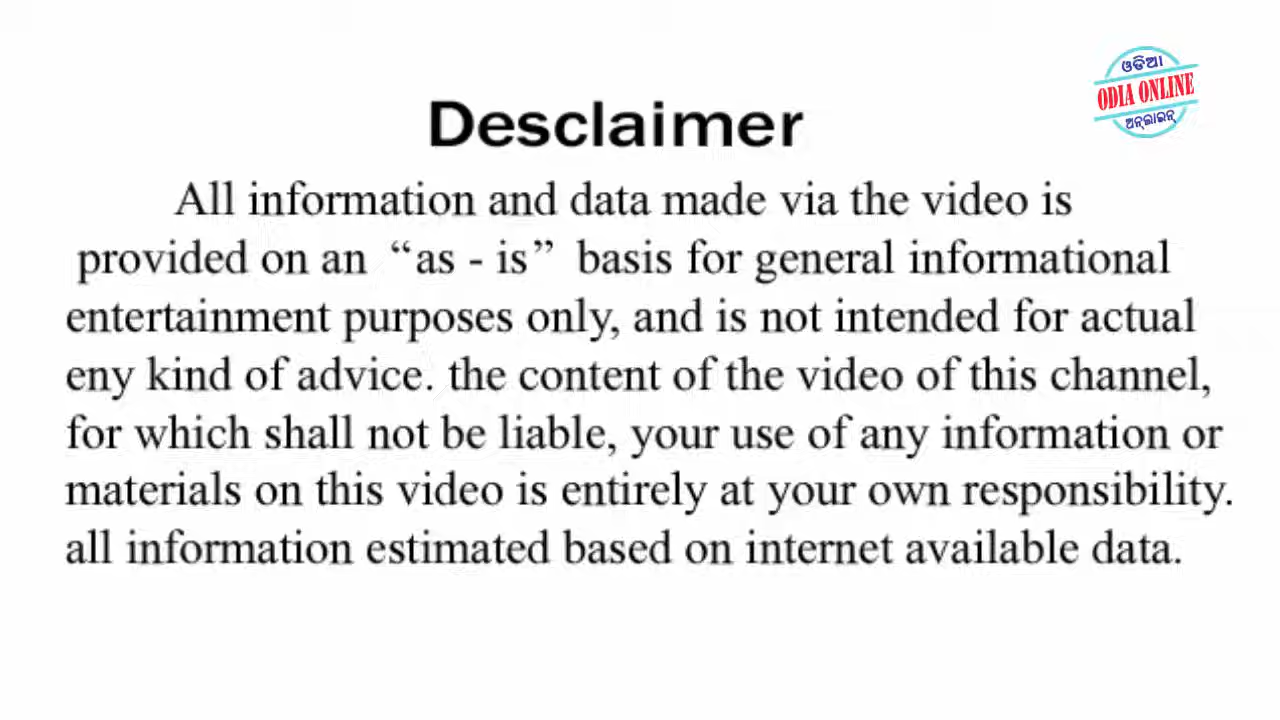 ଓଡିଆ
ODIA ONLINE
ଅନ୍‌ଲାଇନ୍
Desclaimer
All information and data made via the video is
provided on an “as - is” basis for general informational
entertainment purposes only, and is not intended for actual
eny kind of advice. the content of the video of this channel,
for which shall not be liable, your use of any information or
materials on this video is entirely at your own responsibility.
all information estimated based on internet available data.